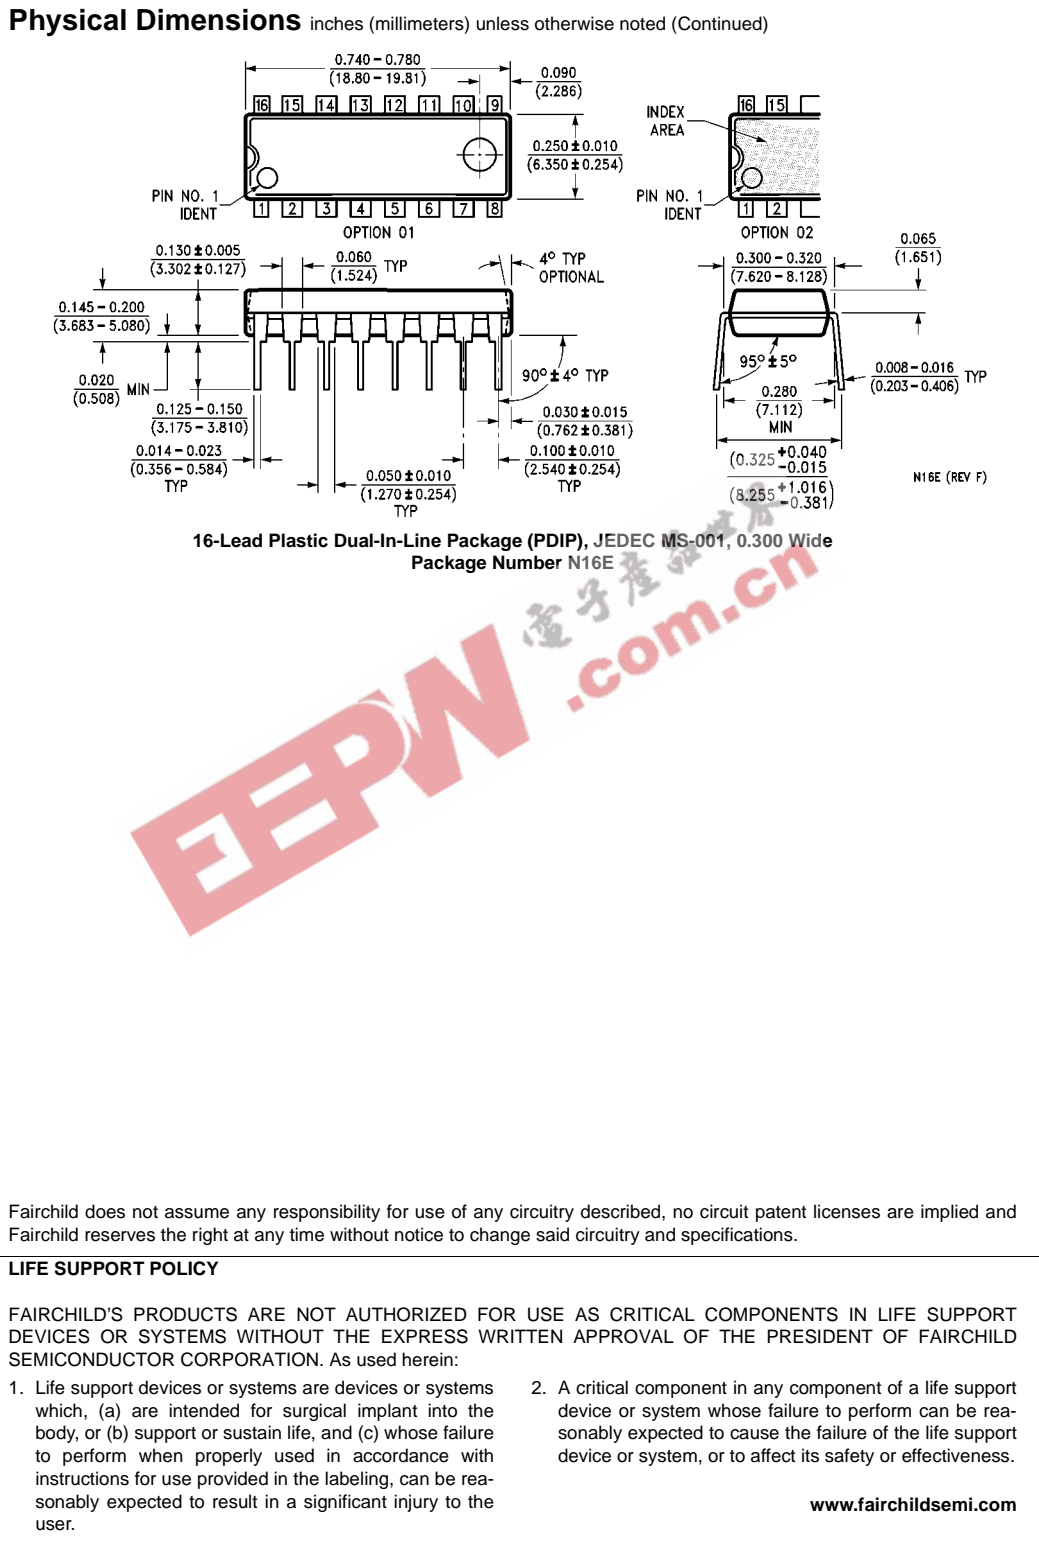 Physical Dimensions inches (millimeters) unless otherwise noted (Continued)
0.740 – 0.780
(18.80 – 19.81)
0.090
(2.286)
16 15 14 13 12 11 10 9
16 15
INDEX
AREA
0.250 ± 0.010
(6.350 ± 0.254)
PIN NO. 1
IDENT
1 2 3 4 5 6 7 8
PIN NO. 1
IDENT
1 2
OPTION 01
OPTION 02
0.130 ± 0.005
(3.302 ± 0.127)
0.060
(1.524)
TYP
4° TYP
OPTIONAL
0.300 – 0.320
(7.620 – 8.128)
0.065
(1.651)
0.145 – 0.200
(3.683 – 5.080)
0.020
(0.508)
MIN
90° ± 4° TYP
95° ± 5°
0.008 – 0.016
(0.203 – 0.406)
TYP
0.280
(7.112)
MIN
0.125 – 0.150
(3.175 – 3.810)
0.030 ± 0.015
(0.762 ± 0.381)
0.014 – 0.023
(0.356 – 0.584)
TYP
0.050 ± 0.010
(1.270 ± 0.254)
TYP
0.100 ± 0.010
(2.540 ± 0.254)
TYP
(0.325 +0.040
–0.015
(8.255 +1.016
–0.381)
N16E (REV F)
16-Lead Plastic Dual-In-Line Package (PDIP), JEDEC MS-001, 0.300 Wide
Package Number N16E
電子產品世界
EEPW
.com.cn
Fairchild does not assume any responsibility for use of any circuitry described, no circuit patent licenses are implied and
Fairchild reserves the right at any time without notice to change said circuitry and specifications.
LIFE SUPPORT POLICY
FAIRCHILD'S PRODUCTS ARE NOT AUTHORIZED FOR USE AS CRITICAL COMPONENTS IN LIFE SUPPORT
DEVICES OR SYSTEMS WITHOUT THE EXPRESS WRITTEN APPROVAL OF THE PRESIDENT OF FAIRCHILD
SEMICONDUCTOR CORPORATION. As used herein:
1. Life support devices or systems are devices or systems
which, (a) are intended for surgical implant into the
body, or (b) support or sustain life, and (c) whose failure
to perform when properly used in accordance with
instructions for use provided in the labeling, can be rea-
sonably expected to result in a significant injury to the
user.
2. A critical component in any component of a life support
device or system whose failure to perform can be rea-
sonably expected to cause the failure of the life support
device or system, or to affect its safety or effectiveness.
www.fairchildsemi.com